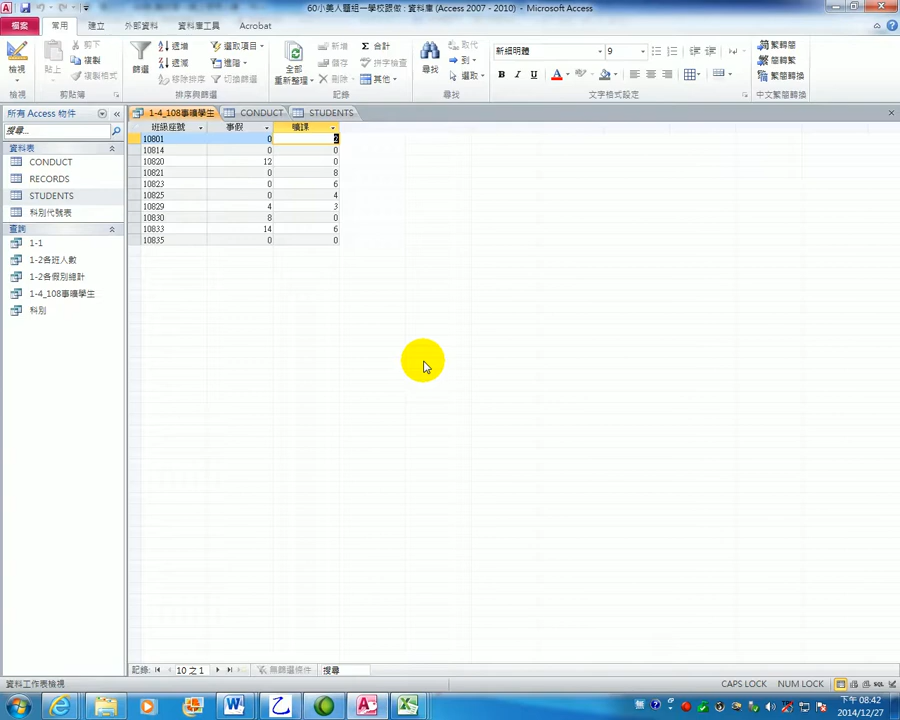 60小美人題組一學校跟做 : 資料庫 (Access 2007 - 2010) - Microsoft Access
檔案 常用 建立 外部資料 資料庫工具 Acrobat
檢視 貼上 剪下 複製 複製格式 剪貼簿
篩選 遞增 遞減 移除排序 選取項目 進階 切換篩選 排序與篩選
全部重新整理 新增 儲存 刪除 合計 拼字檢查 其他 記錄
尋找 取代 到 選取 尋找
新細明體 9 B I U A 文字格式設定
繁轉簡 簡轉繁 繁簡轉換 中文繁簡轉換
所有 Access 物件
搜尋...
資料表
CONDUCT
RECORDS
STUDENTS
科別代號表
查詢
1-1
1-2各班人數
1-2各假別總計
1-4_108事曠學生
科別
1-4_108事曠學生 CONDUCT STUDENTS
班級座號 事假 曠課
10801 0 2
10814 0 0
10820 12 0
10821 0 8
10823 0 6
10825 0 4
10829 4 3
10830 8 0
10833 14 6
10835 0 0
記錄: 10 之 1 無篩選條件 搜尋
資料工作表檢視 CAPS LOCK NUM LOCK SQL
下午 08:42
2014/12/27